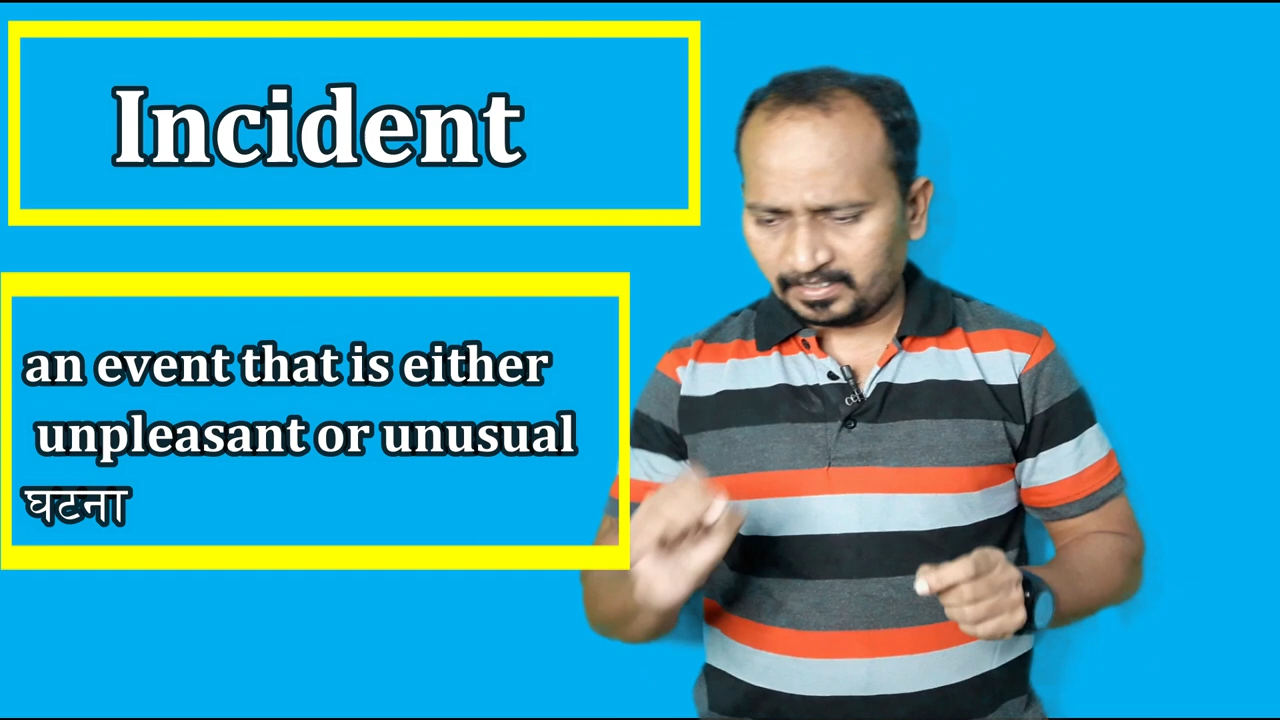 Incident
an event that is either
unpleasant or unusual
घटना